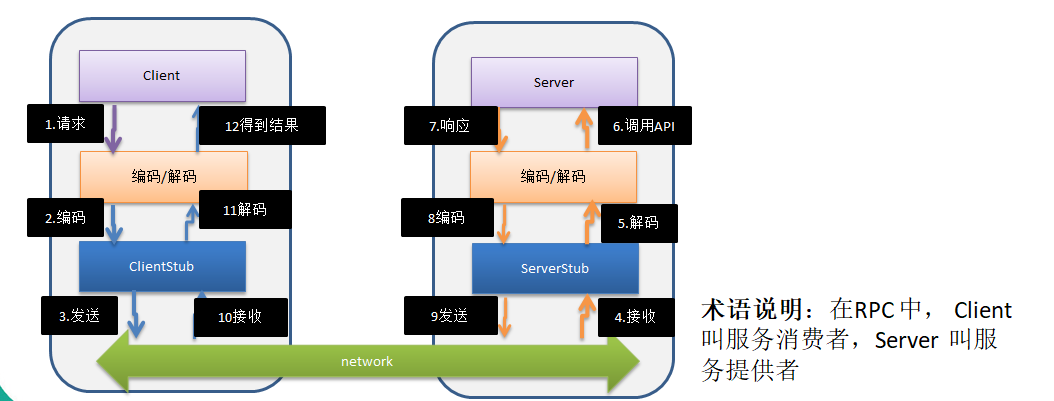 Client
Server
1.请求
12得到结果
7.响应
6.调用API
编码/解码
编码/解码
2.编码
11解码
8编码
5.解码
ClientStub
ServerStub
3.发送
10接收
9发送
4.接收
network
术语说明：在RPC中， Client
叫服务消费者，Server 叫服
务提供者